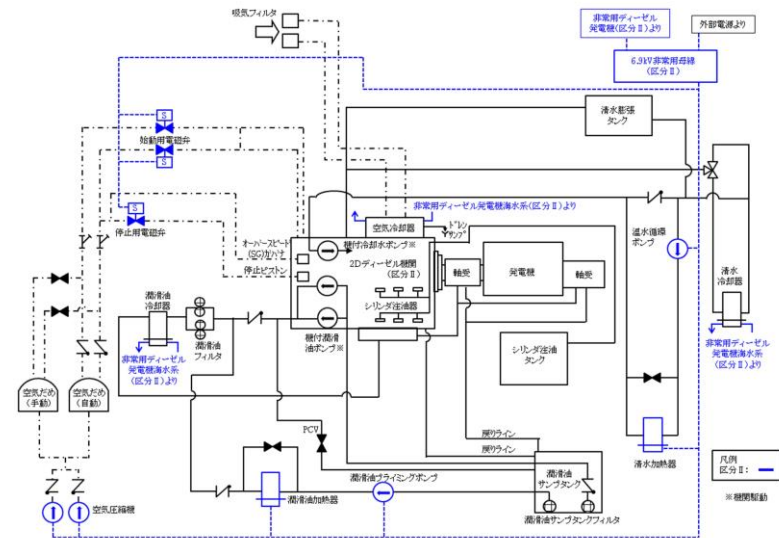 吸気フィルタ
非常用ディーゼル
発電機(区分Ⅱ)より
外部電源より
6.9kV非常用母線
(区分Ⅱ)
清水膨張
タンク
S
始動用電磁弁
S
S
停止用電磁弁
空気冷却器
非常用ディーゼル発電機海水系(区分Ⅱ)より
ドレン
サンプ
オーバースピード
(SG)ガバナ
機付冷却水ポンプ※
停止ピストン
2Dディーゼル機関
(区分Ⅱ)
軸受
発電機
軸受
温水循環
ポンプ
清水
冷却器
非常用ディーゼル
発電機海水系
(区分Ⅱ)より
潤滑油
冷却器
潤滑油
フィルタ
シリンダ注油器
機付潤滑
油ポンプ※
シリンダ注油
タンク
非常用ディーゼル
発電機海水系
(区分Ⅱ)より
空気だめ
(手動)
空気だめ
(自動)
PCV
戻りライン
戻りライン
清水加熱器
凡例
区分Ⅱ:
※機関駆動
潤滑油プライミングポンプ
潤滑油
サンプタンク
空気圧縮機
潤滑油加熱器
潤滑油サンプタンクフィルタ